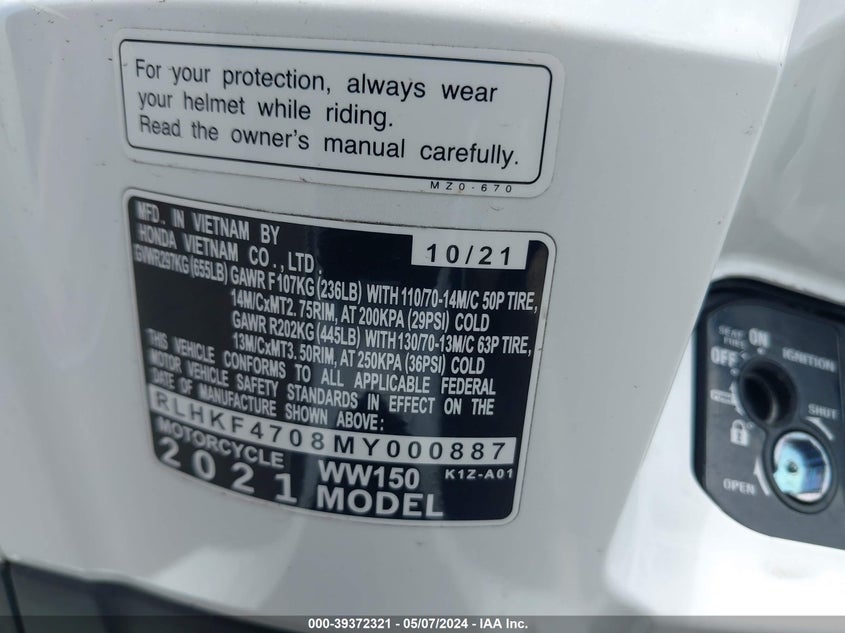 For your protection, always wear
your helmet while riding.
Read the owner's manual carefully.
MZ0-670
MFD. IN VIETNAM BY
HONDA VIETNAM CO.,LTD.
10/21
GVWR297KG(655LB) GAWR F107KG(236LB) WITH 110/70-14M/C 50P TIRE,
14M/CxMT2.75RIM, AT 200KPA (29PSI) COLD
GAWR R202KG(445LB) WITH130/70-13M/C 63P TIRE,
13M/CxMT3.50RIM, AT 250KPA (36PSI) COLD
THIS VEHICLE CONFORMS TO ALL APPLICABLE FEDERAL
MOTOR VEHICLE SAFETY STANDARDS IN EFFECT ON THE
DATE OF MANUFACTURE SHOWN ABOVE:
RLHKF4708MY000887
MOTORCYCLE WW150 K1Z-A01
2021 MODEL
SEAT
FUEL
ON
OFF
IGNITION
SHUT
OPEN
000-39372321 - 05/07/2024 - IAA Inc.